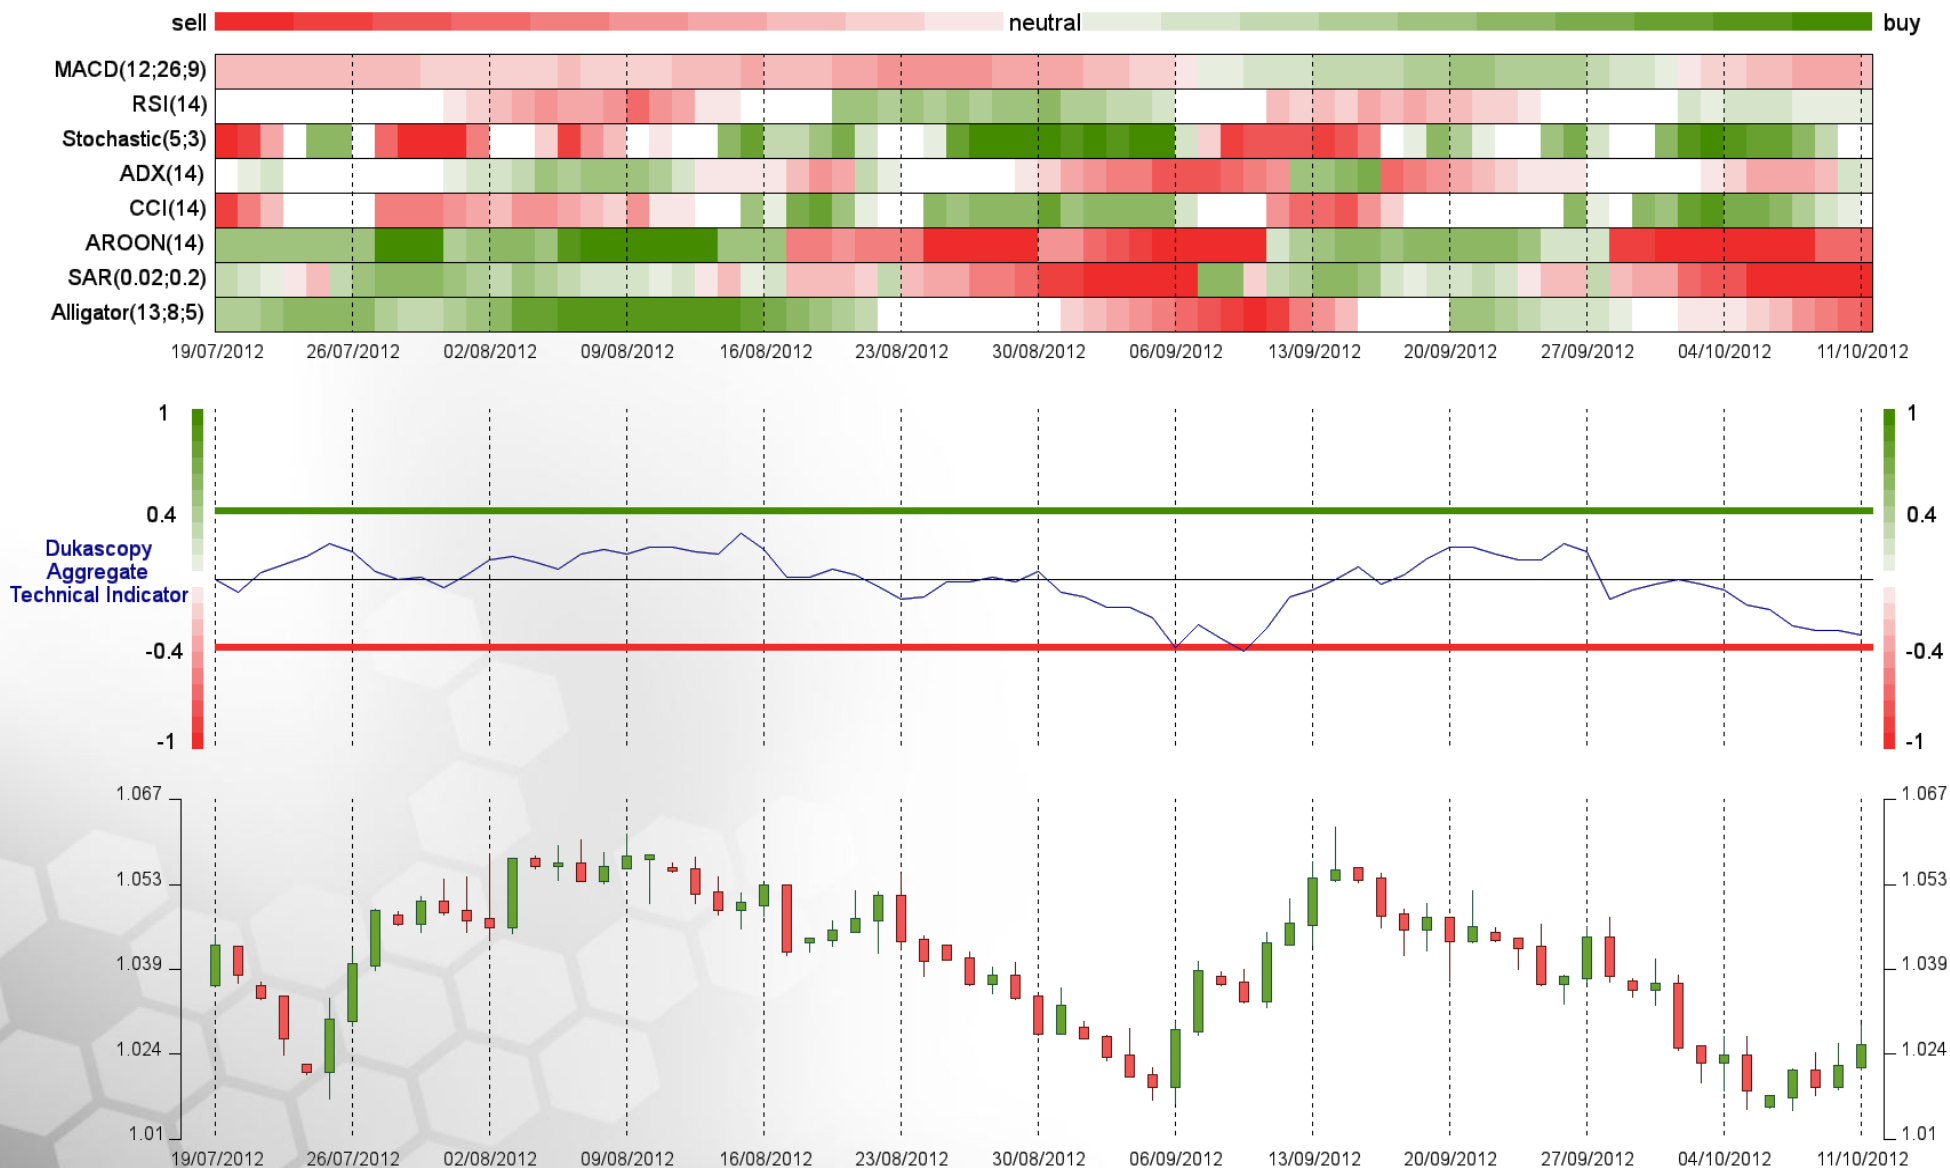 sell neutral buy
MACD(12;26;9)
RSI(14)
Stochastic(5;3)
ADX(14)
CCI(14)
AROON(14)
SAR(0.02;0.2)
Alligator(13;8;5)
19/07/2012 26/07/2012 02/08/2012 09/08/2012 16/08/2012 23/08/2012 30/08/2012 06/09/2012 13/09/2012 20/09/2012 27/09/2012 04/10/2012 11/10/2012
1 1
0.4 0.4
Dukascopy
Aggregate
Technical Indicator
-0.4 -0.4
-1 -1
1.067 1.067
1.053 1.053
1.039 1.039
1.024 1.024
1.01 1.01
19/07/2012 26/07/2012 02/08/2012 09/08/2012 16/08/2012 23/08/2012 30/08/2012 06/09/2012 13/09/2012 20/09/2012 27/09/2012 04/10/2012 11/10/2012